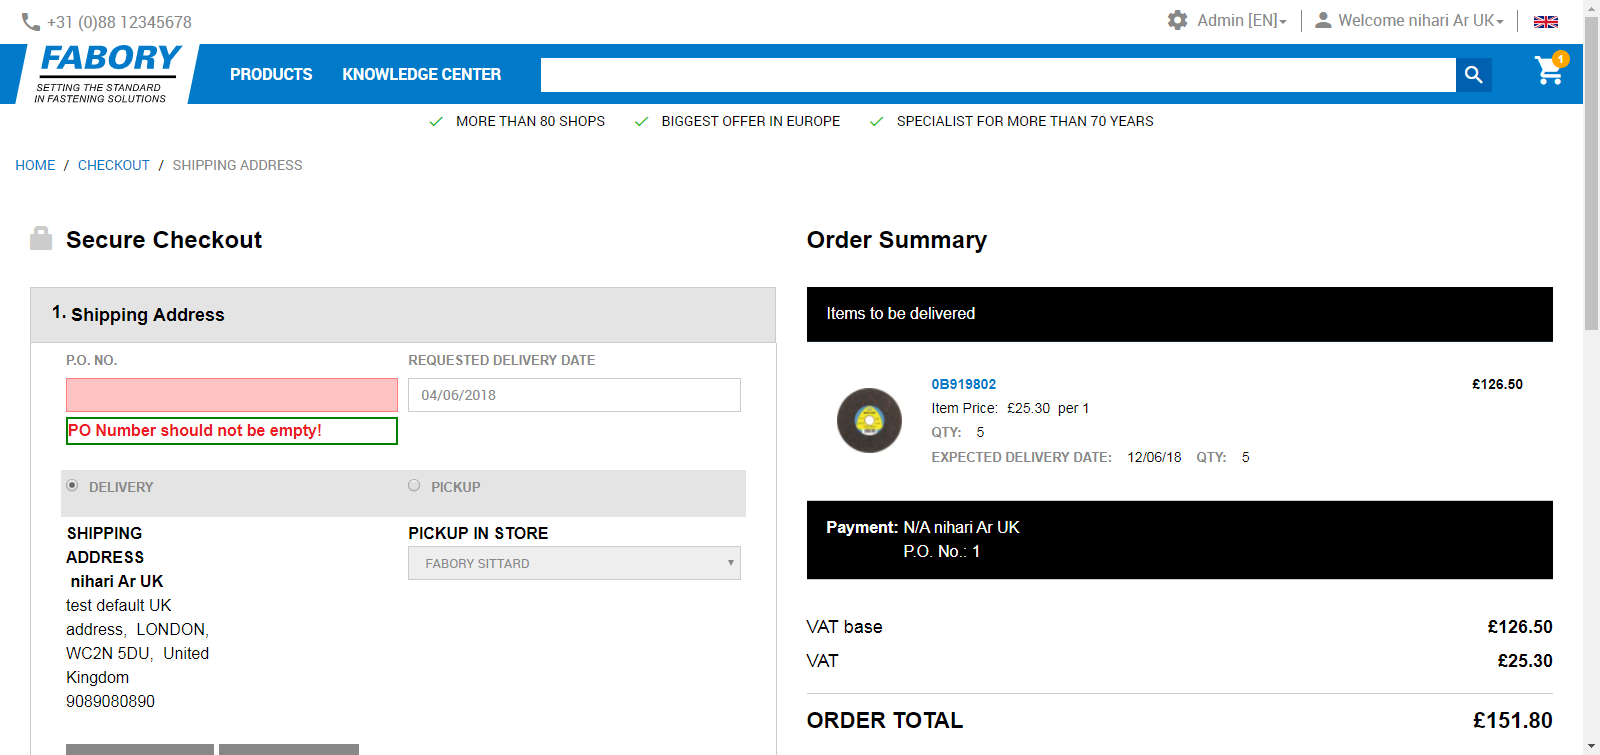 +31 (0)88 12345678
Admin [EN]
Welcome nihari Ar UK
FABORY
SETTING THE STANDARD
IN FASTENING SOLUTIONS
PRODUCTS
KNOWLEDGE CENTER
1
MORE THAN 80 SHOPS
BIGGEST OFFER IN EUROPE
SPECIALIST FOR MORE THAN 70 YEARS
HOME / CHECKOUT / SHIPPING ADDRESS
Secure Checkout
1. Shipping Address
P.O. NO.
REQUESTED DELIVERY DATE
04/06/2018
PO Number should not be empty!
DELIVERY
PICKUP
SHIPPING
ADDRESS
nihari Ar UK
test default UK
address, LONDON,
WC2N 5DU, United
Kingdom
9089080890
PICKUP IN STORE
FABORY SITTARD
Order Summary
Items to be delivered
0B919802 £126.50
Item Price: £25.30 per 1
QTY: 5
EXPECTED DELIVERY DATE: 12/06/18 QTY: 5
Payment: N/A nihari Ar UK
P.O. No.: 1
VAT base £126.50
VAT £25.30
ORDER TOTAL £151.80